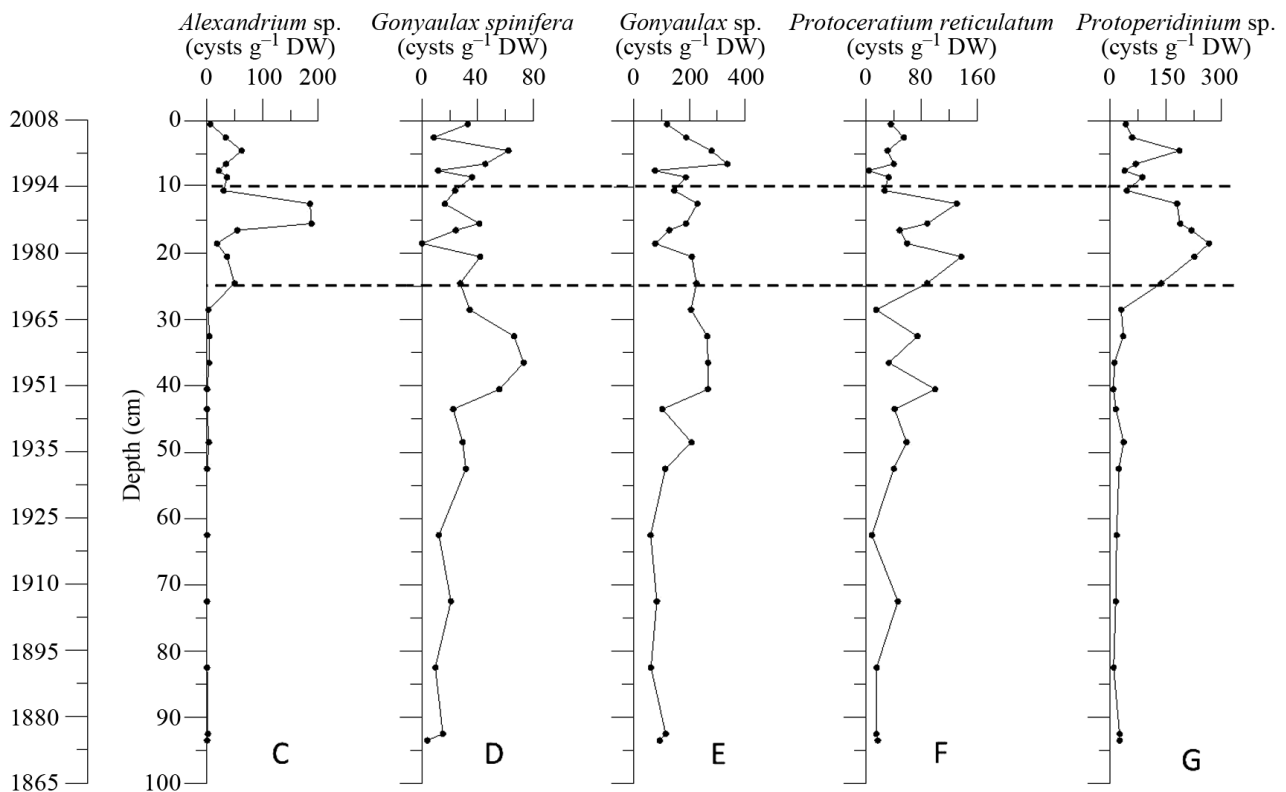 Alexandrium sp. Gonyaulax spinifera Gonyaulax sp. Protoceratium reticulatum Protoperidinium sp.
(cysts g⁻¹ DW) (cysts g⁻¹ DW) (cysts g⁻¹ DW) (cysts g⁻¹ DW) (cysts g⁻¹ DW)
0 100 200 0 40 80 0 200 400 0 80 160 0 150 300
2008 0
1994 10
1980 20
1965 30
1951 40
1935 50
1925 60
1910 70
1895 80
1880 90
1865 100
Depth (cm)
C D E F G